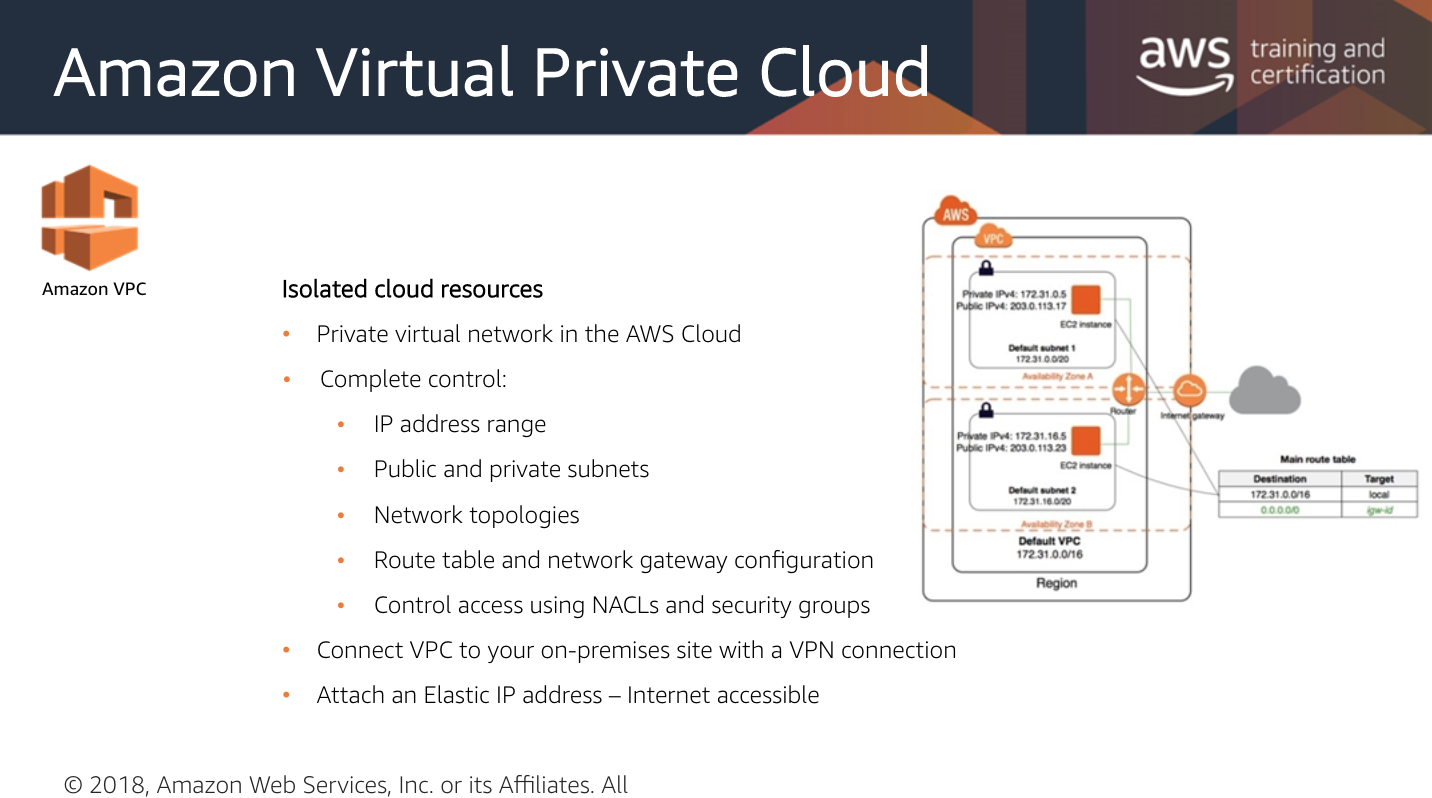 Amazon Virtual Private Cloud
aws training and
certification
Amazon VPC
Isolated cloud resources
• Private virtual network in the AWS Cloud
• Complete control:
• IP address range
• Public and private subnets
• Network topologies
• Route table and network gateway configuration
• Control access using NACLs and security groups
• Connect VPC to your on-premises site with a VPN connection
• Attach an Elastic IP address – Internet accessible
AWS
VPC
Private IPv4: 172.31.0.5
Public IPv4: 203.0.113.17
EC2 instance
Default subnet 1
172.31.0.0/20
Availability Zone A
Router
Internet gateway
Private IPv4: 172.31.16.5
Public IPv4: 203.0.113.23
EC2 instance
Default subnet 2
172.31.16.0/20
Availability Zone B
Default VPC
172.31.0.0/16
Region
Main route table
Destination Target
172.31.0.0/16 local
0.0.0.0/0 igw-id
© 2018, Amazon Web Services, Inc. or its Affiliates. All